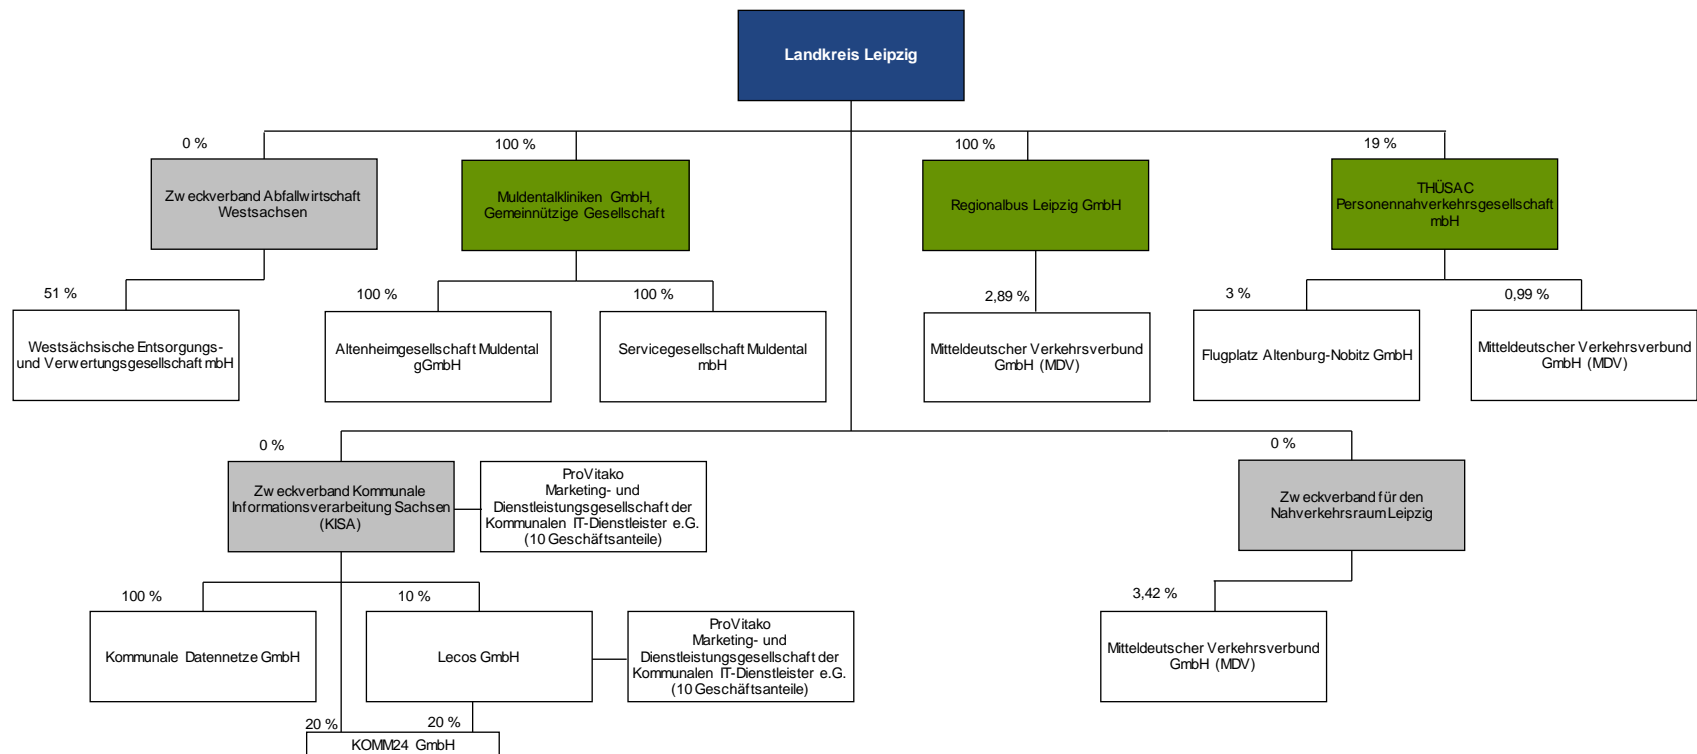 Landkreis Leipzig
0 %
100 %
100 %
19 %
Zweckverband Abfallwirtschaft
Westsachsen
Muldentalkliniken GmbH,
Gemeinnützige Gesellschaft
Regionalbus Leipzig GmbH
THÜSAC
Personennahverkehrsgesellschaft
mbH
51 %
100 %
100 %
2,89 %
3 %
0,99 %
Westsächsische Entsorgungs-
und Verwertungsgesellschaft mbH
Altenheimgesellschaft Muldental
gGmbH
Servicegesellschaft Muldental
mbH
Mitteldeutscher Verkehrsverbund
GmbH (MDV)
Flugplatz Altenburg-Nobitz GmbH
Mitteldeutscher Verkehrsverbund
GmbH (MDV)
0 %
0 %
Zweckverband Kommunale
Informationsverarbeitung Sachsen
(KISA)
ProVitako
Marketing- und
Dienstleistungsgesellschaft der
Kommunalen IT-Dienstleister e.G.
(10 Geschäftsanteile)
Zweckverband für den
Nahverkehrsraum Leipzig
100 %
10 %
3,42 %
Kommunale Datennetze GmbH
Lecos GmbH
ProVitako
Marketing- und
Dienstleistungsgesellschaft der
Kommunalen IT-Dienstleister e.G.
(10 Geschäftsanteile)
Mitteldeutscher Verkehrsverbund
GmbH (MDV)
20 %
20 %
KOMM24 GmbH